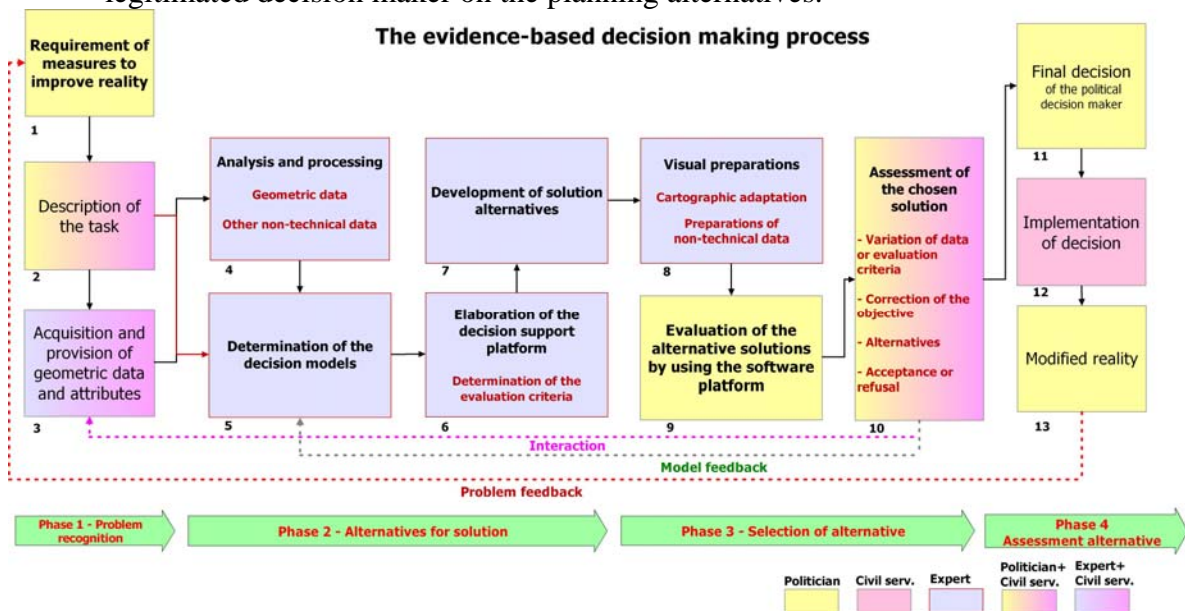 legitimated decision maker on the planning alternatives.
The evidence-based decision making process
Requirement of
measures to
improve reality
1
Description of
the task
2
Acquisition and
provision of
geometric data
and attributes
3
Analysis and processing
Geometric data
Other non-technical data
4
Determination of the
decision models
5
Elaboration of the
decision support
platform
Determination of the
evaluation criteria
6
Development of solution
alternatives
7
Visual preparations
Cartographic adaptation
Preparations of
non-technical data
8
Evaluation of the
alternative solutions
by using the software
platform
9
Assessment of
the chosen
solution
- Variation of data
or evaluation
criteria
- Correction of the
objective
- Alternatives
- Acceptance or
refusal
10
Final decision
of the political
decision maker
11
Implementation
of decision
12
Modified reality
13
Interaction
Model feedback
Problem feedback
Phase 1 - Problem
recognition
Phase 2 - Alternatives for solution
Phase 3 - Selection of alternative
Phase 4
Assessment alternative
Politician
Civil serv.
Expert
Politician+
Civil serv.
Expert+
Civil serv.